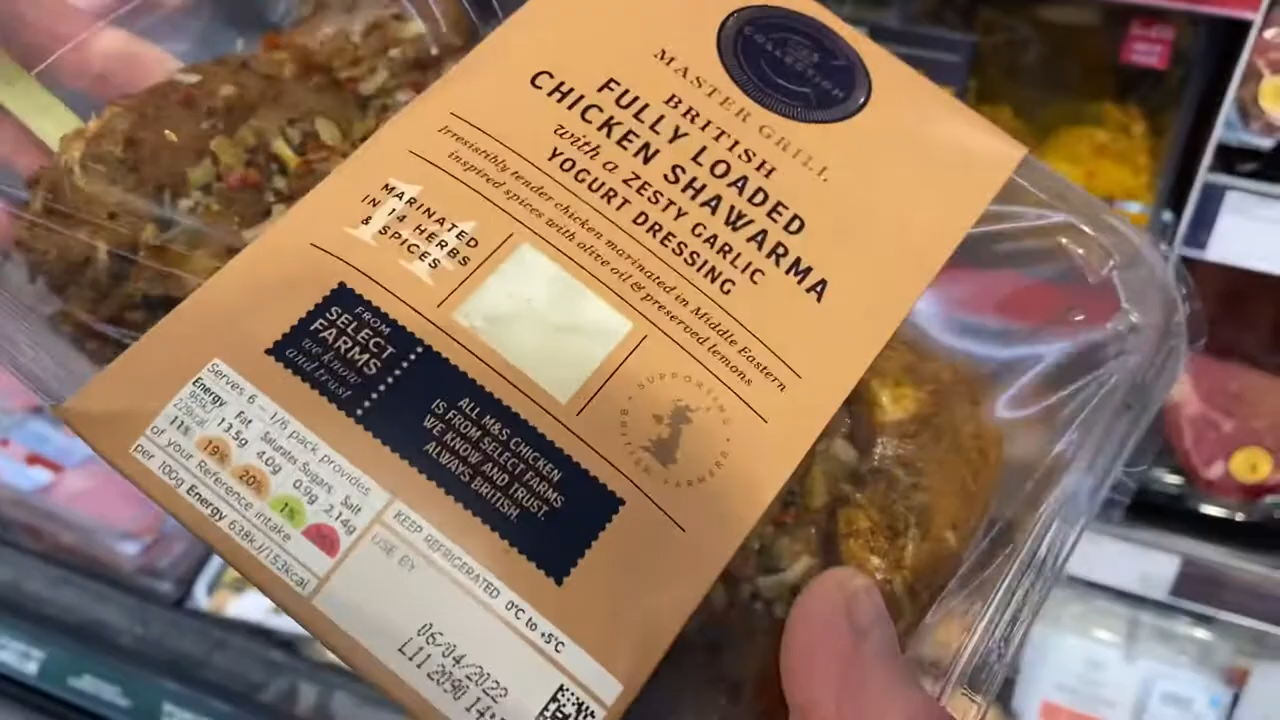 MASTER GRILL
BRITISH
FULLY LOADED
CHICKEN SHAWARMA
with a ZESTY GARLIC
YOGURT DRESSING
Irresistibly tender chicken marinated in Middle Eastern
inspired spices with olive oil & preserved lemons
14
MARINATED
IN 14 HERBS
& SPICES
SUPPORTING
BRITISH FARMERS
FROM
SELECT
FARMS
we know
and trust
ALL M&S CHICKEN
IS FROM SELECT FARMS
WE KNOW AND TRUST.
ALWAYS BRITISH.
Serves 6 – 1/6 pack provides
Energy Fat Saturates Sugars Salt
955kJ 13.5g 4.0g 0.9g 2.14g
229kcal
11% 19% 20% 1%
of your Reference intake
per 100g Energy 638kJ/153kcal
KEEP REFRIGERATED 0°C to +5°C
USE BY
06/04/2022
L11 2090 14: